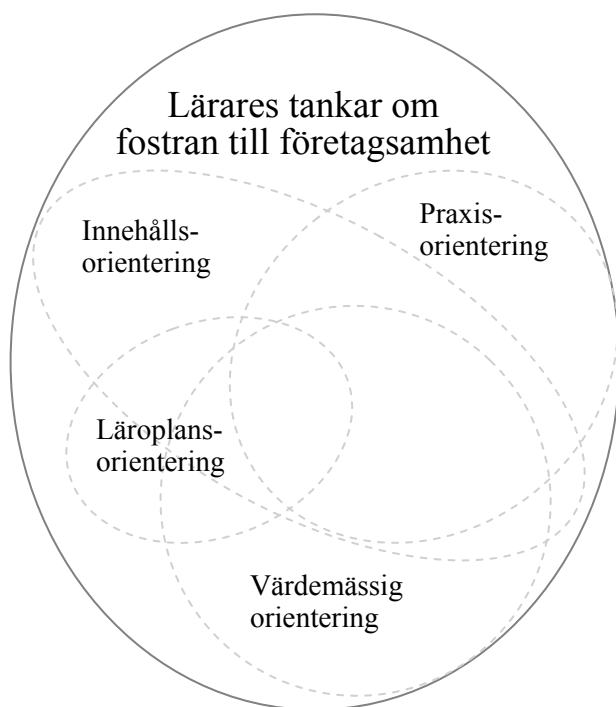 Lärares tankar om
fostran till företagsamhet
Innehålls-
orientering
Praxis-
orientering
Läroplans-
orientering
Värdemässig
orientering